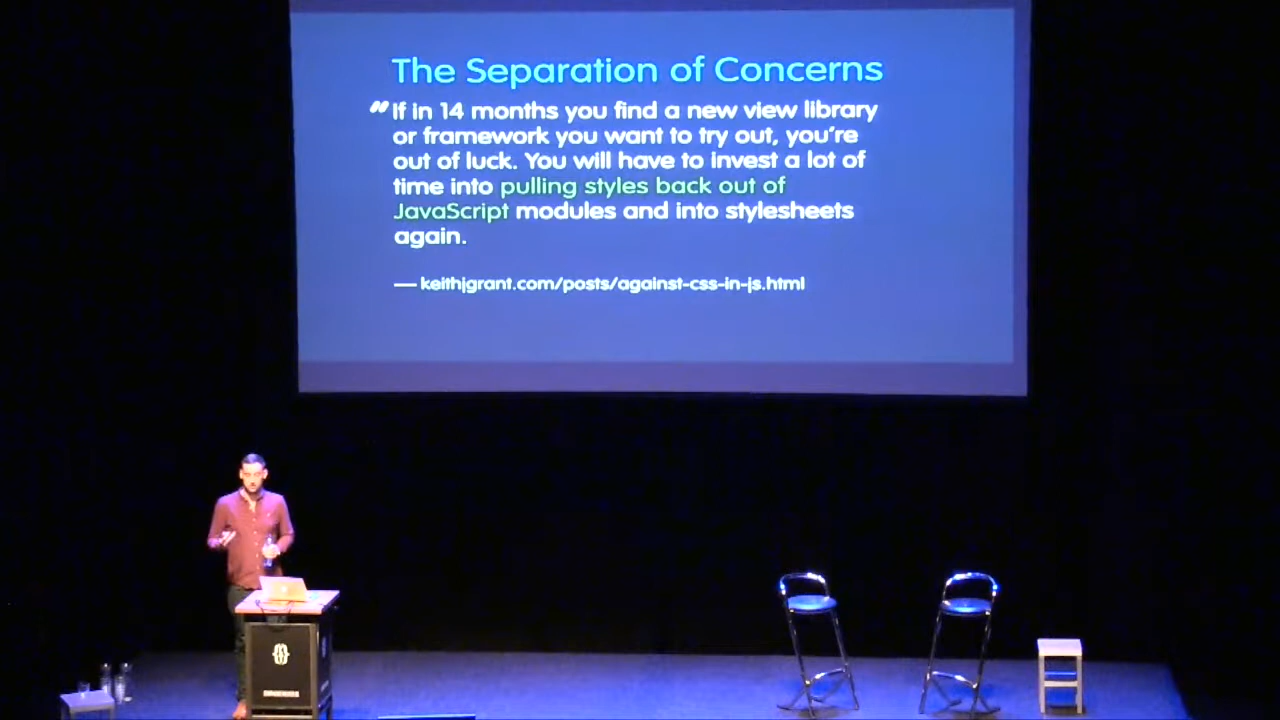 The Separation of Concerns
“If in 14 months you find a new view library
or framework you want to try out, you’re
out of luck. You will have to invest a lot of
time into pulling styles back out of
JavaScript modules and into stylesheets
again.
— keithjgrant.com/posts/against-css-in-js.html